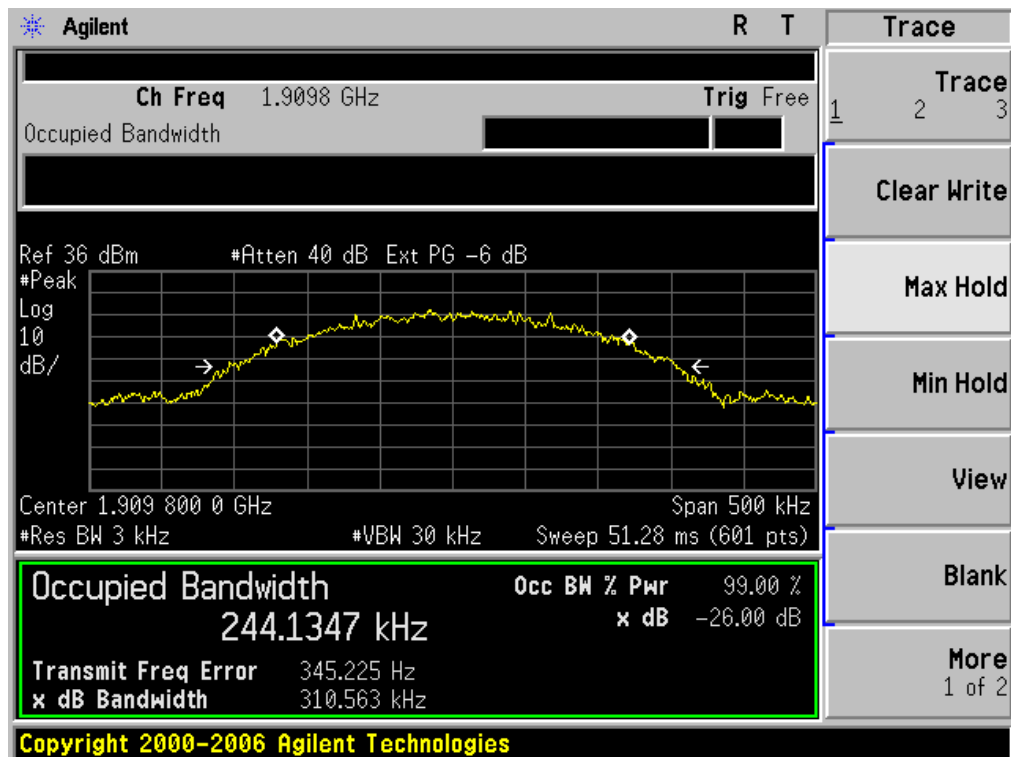 Agilent R T Trace
Ch Freq 1.9098 GHz Trig Free
Occupied Bandwidth
Trace
1 2 3
Clear Write
Max Hold
Min Hold
View
Blank
More
1 of 2
Ref 36 dBm #Atten 40 dB Ext PG -6 dB
#Peak
Log
10
dB/
Center 1.909 800 0 GHz Span 500 kHz
#Res BW 3 kHz #VBW 30 kHz Sweep 51.28 ms (601 pts)
Occupied Bandwidth Occ BW % Pwr 99.00 %
244.1347 kHz x dB -26.00 dB
Transmit Freq Error 345.225 Hz
x dB Bandwidth 310.563 kHz
Copyright 2000-2006 Agilent Technologies